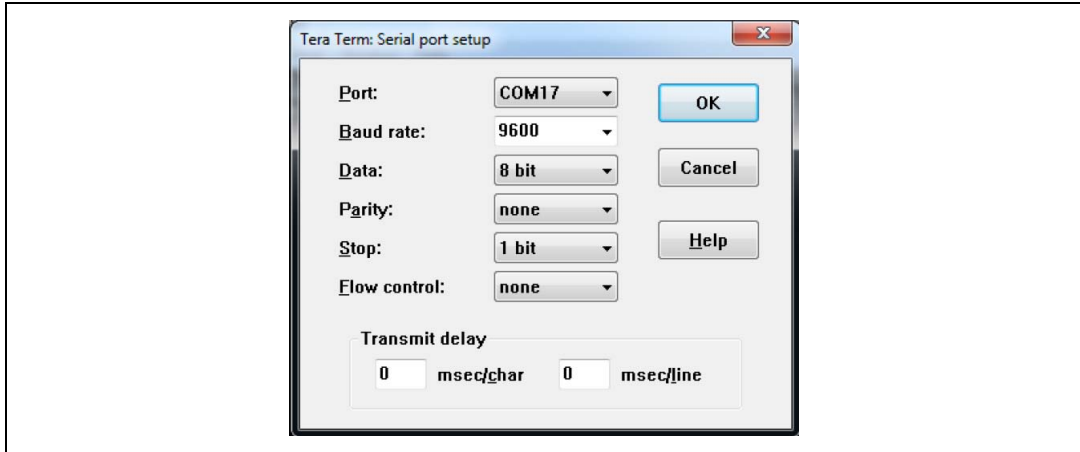 Tera Term: Serial port setup
Port: COM17 OK
Baud rate: 9600
Data: 8 bit Cancel
Parity: none
Stop: 1 bit Help
Flow control: none
Transmit delay
0 msec/char 0 msec/line